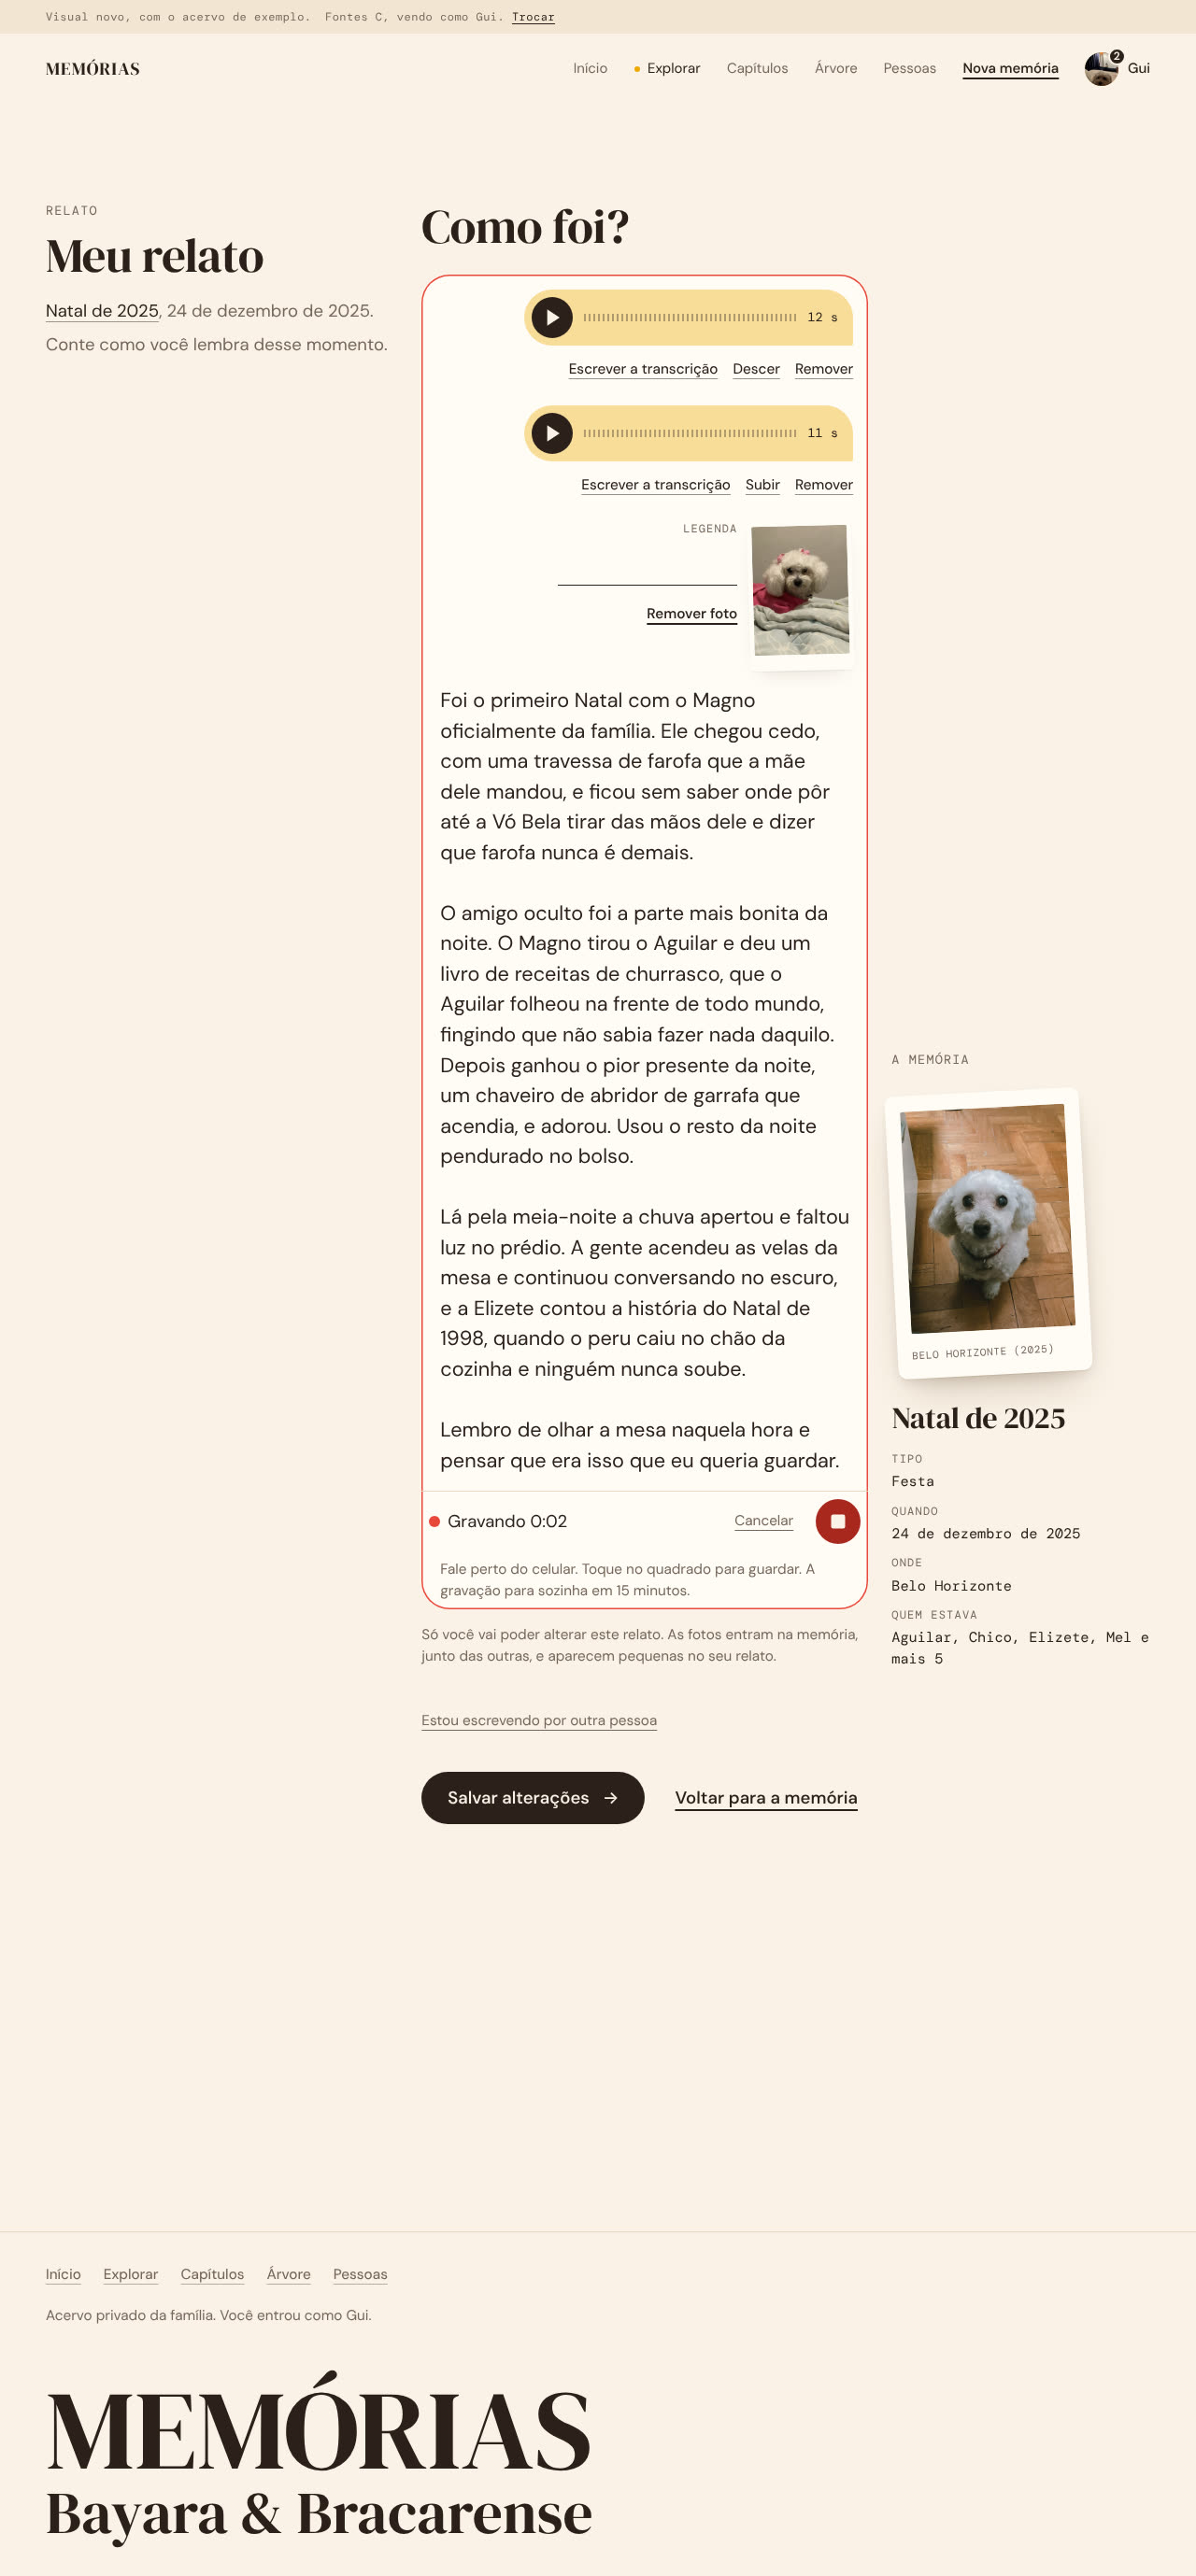 Visual novo, com o acervo de exemplo. Fontes C, vendo como Gui. Trocar
MEMÓRIAS
Início
Explorar
Capítulos
Árvore
Pessoas
Nova memória
2
Gui
RELATO
Meu relato
Natal de 2025, 24 de dezembro de 2025.
Conte como você lembra desse momento.
Como foi?
12 s
Escrever a transcrição Descer Remover
11 s
Escrever a transcrição Subir Remover
LEGENDA
Remover foto
Foi o primeiro Natal com o Magno
oficialmente da família. Ele chegou cedo,
com uma travessa de farofa que a mãe
dele mandou, e ficou sem saber onde pôr
até a Vó Bela tirar das mãos dele e dizer
que farofa nunca é demais.
O amigo oculto foi a parte mais bonita da
noite. O Magno tirou o Aguilar e deu um
livro de receitas de churrasco, que o
Aguilar folheou na frente de todo mundo,
fingindo que não sabia fazer nada daquilo.
Depois ganhou o pior presente da noite,
um chaveiro de abridor de garrafa que
acendia, e adorou. Usou o resto da noite
pendurado no bolso.
Lá pela meia-noite a chuva apertou e faltou
luz no prédio. A gente acendeu as velas da
mesa e continuou conversando no escuro,
e a Elizete contou a história do Natal de
1998, quando o peru caiu no chão da
cozinha e ninguém nunca soube.
Lembro de olhar a mesa naquela hora e
pensar que era isso que eu queria guardar.
Gravando 0:02
Cancelar
Fale perto do celular. Toque no quadrado para guardar. A
gravação para sozinha em 15 minutos.
Só você vai poder alterar este relato. As fotos entram na memória,
junto das outras, e aparecem pequenas no seu relato.
Estou escrevendo por outra pessoa
Salvar alterações →
Voltar para a memória
A MEMÓRIA
BELO HORIZONTE (2025)
Natal de 2025
TIPO
Festa
QUANDO
24 de dezembro de 2025
ONDE
Belo Horizonte
QUEM ESTAVA
Aguilar, Chico, Elizete, Mel e
mais 5
Início Explorar Capítulos Árvore Pessoas
Acervo privado da família. Você entrou como Gui.
MEMÓRIAS
Bayara & Bracarense